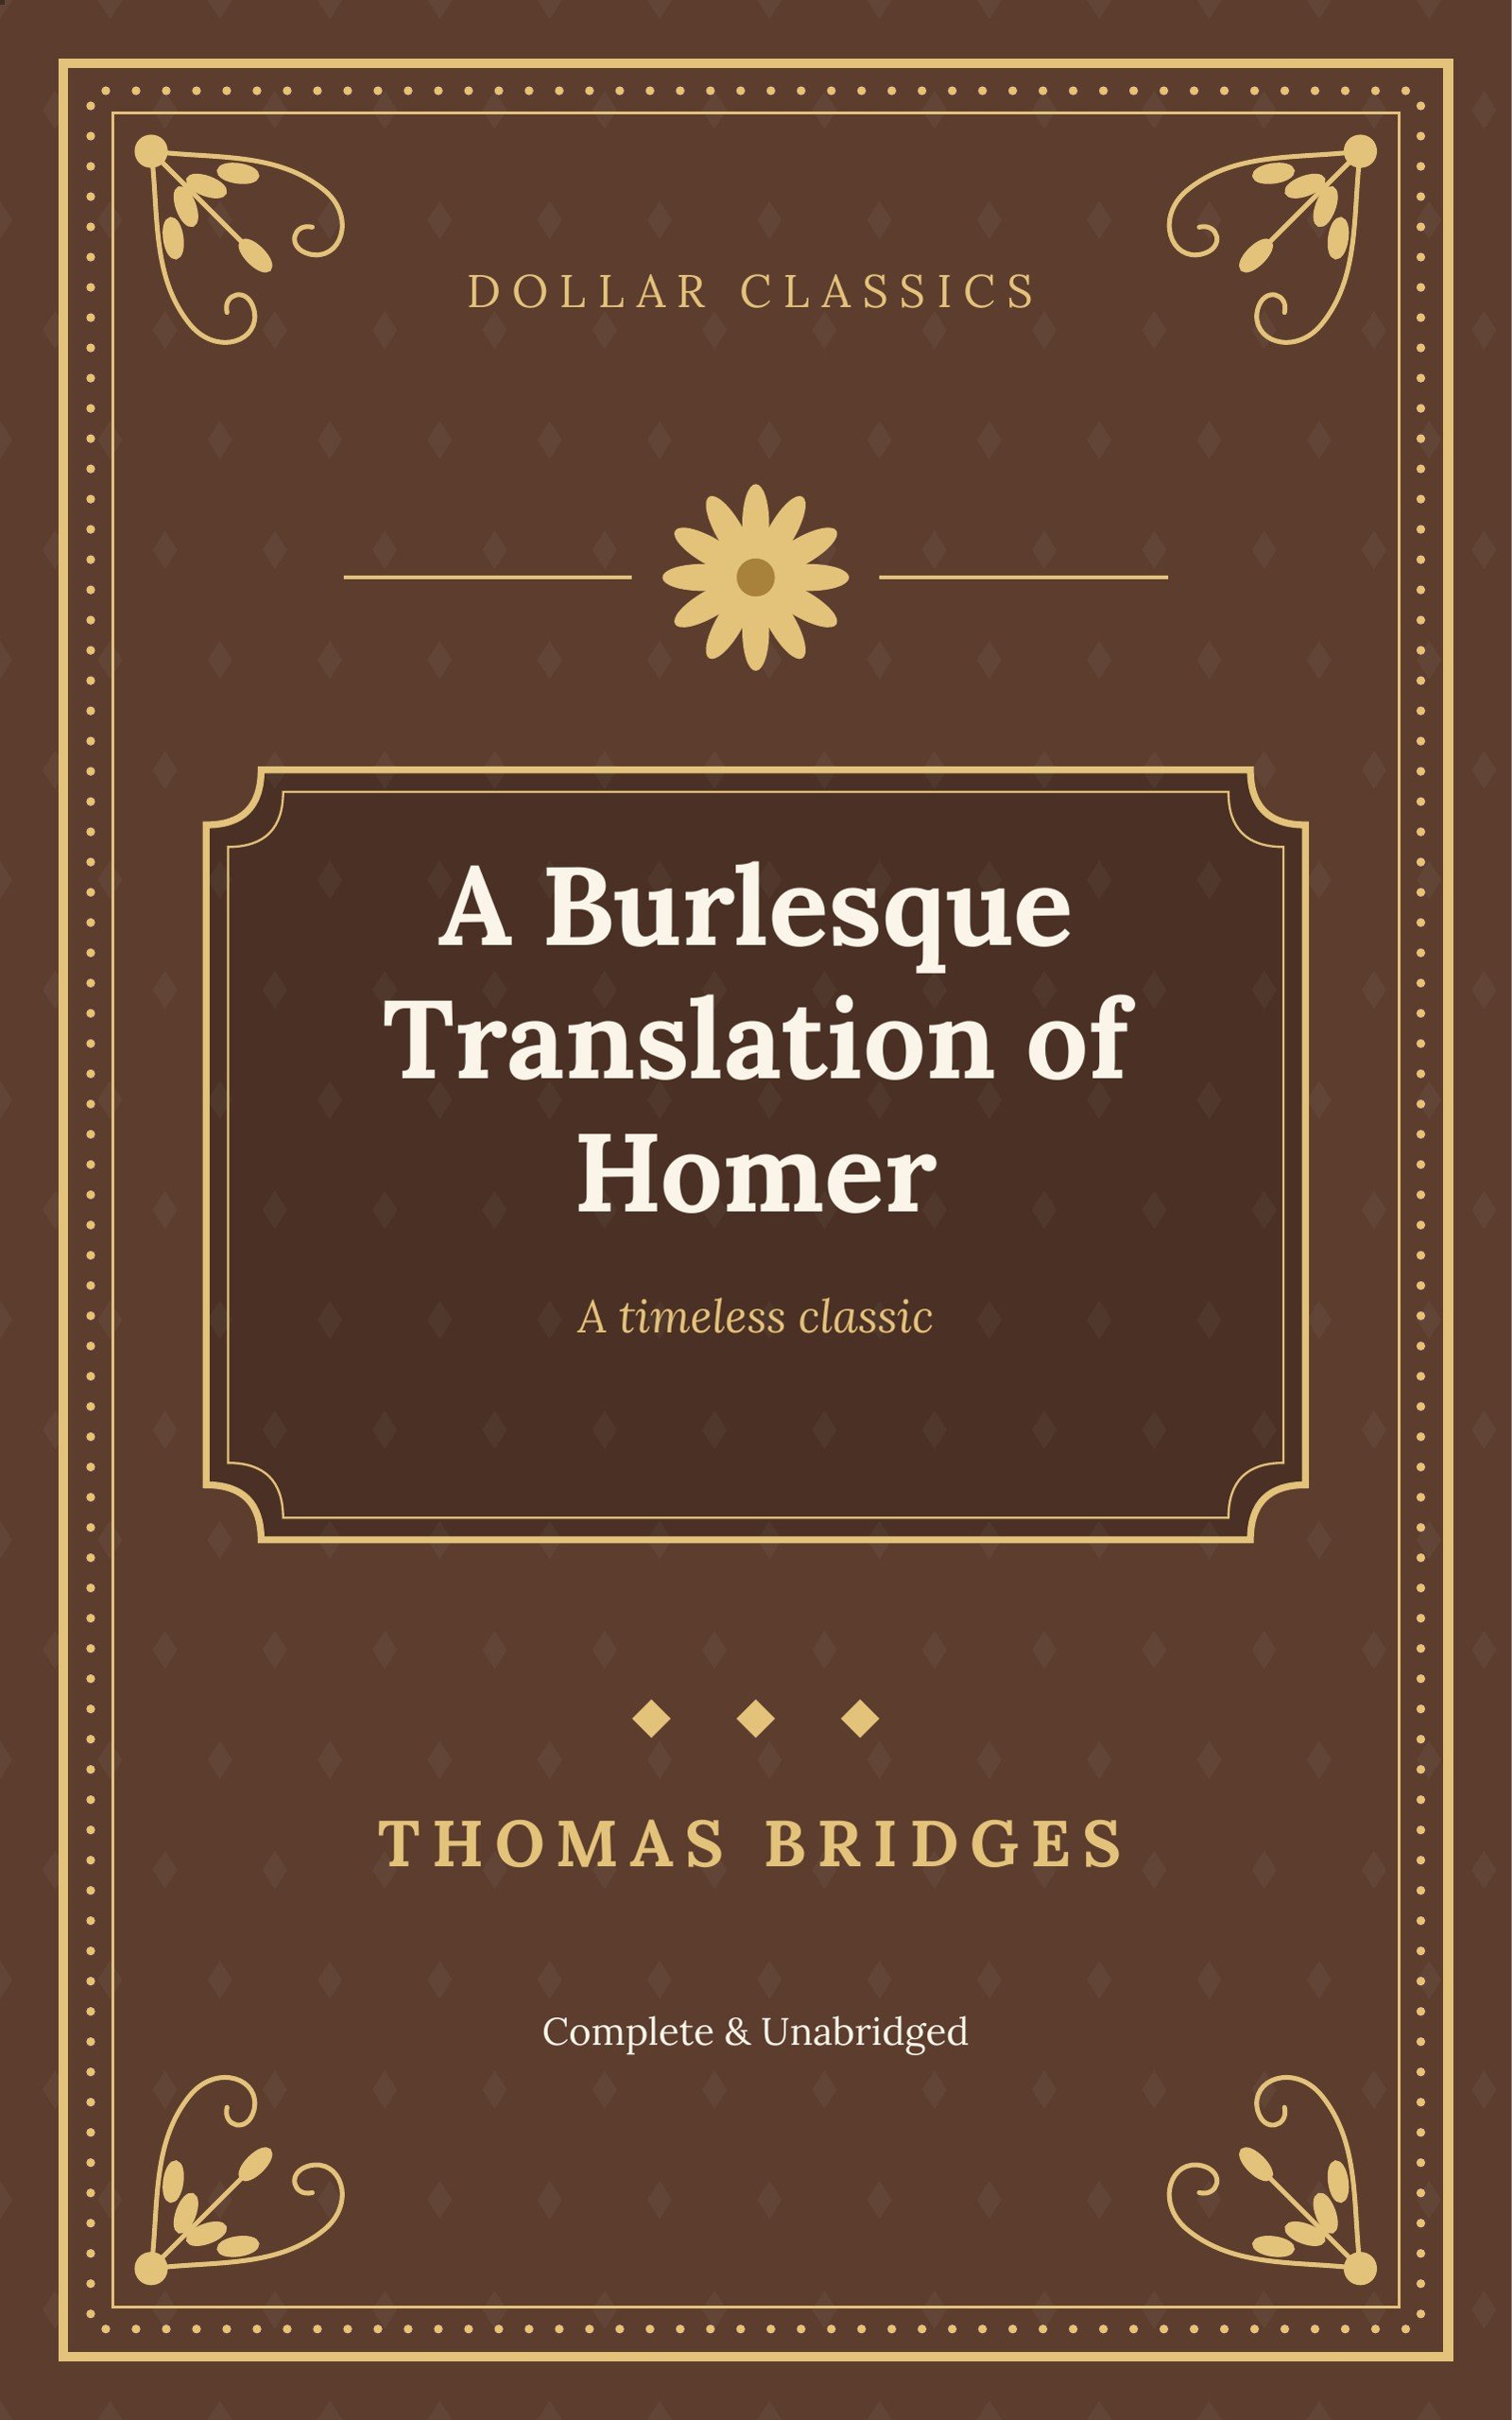 DOLLAR CLASSICS
A Burlesque
Translation of
Homer
A timeless classic
THOMAS BRIDGES
Complete & Unabridged